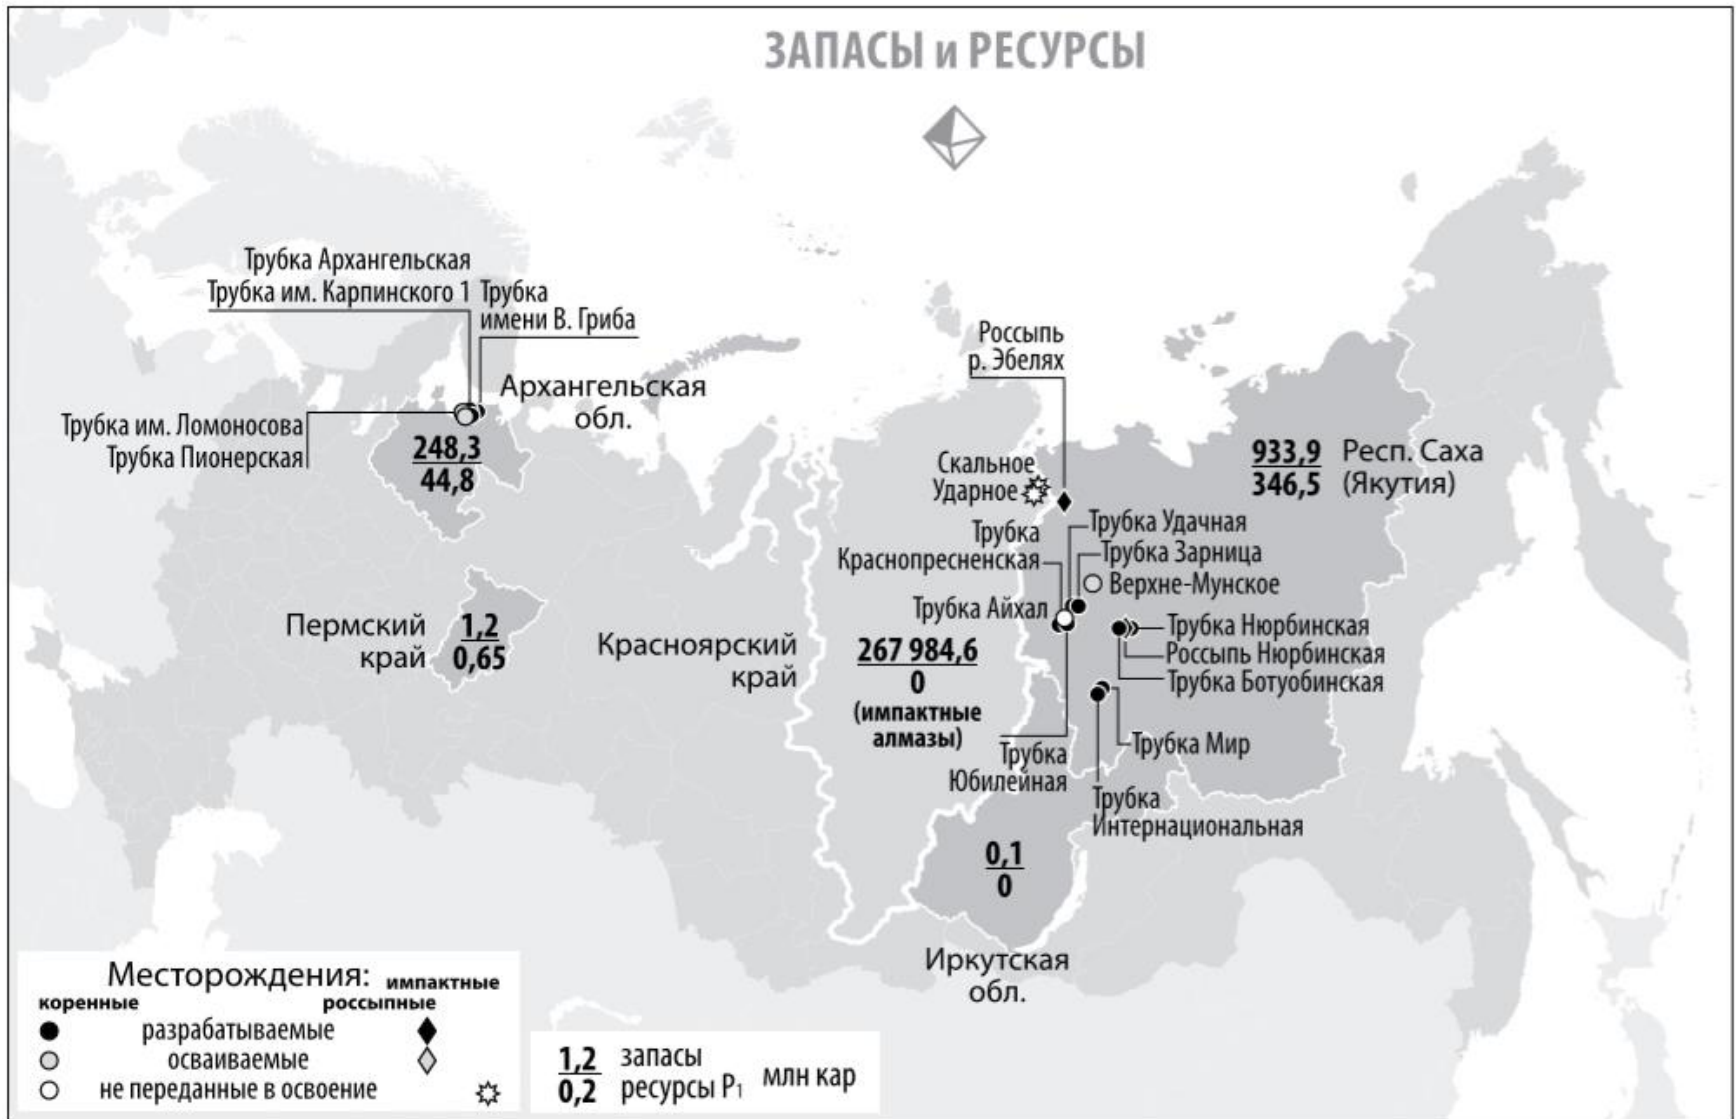 ЗАПАСЫ и РЕСУРСЫ
Трубка Архангельская
Трубка им. Карпинского 1
Трубка
имени В. Гриба
Архангельская
обл.
Трубка им. Ломоносова
Трубка Пионерская
248,3
44,8
Россыпь
р. Эбелях
Скальное
Ударное
933,9
346,5
Респ. Саха
(Якутия)
Трубка
Краснопресненская
Трубка Удачная
Трубка Зарница
Верхне-Мунское
Трубка Айхал
Трубка Нюрбинская
Россыпь Нюрбинская
Трубка Ботуобинская
Пермский
край
1,2
0,65
Красноярский
край
267 984,6
0
(импактные
алмазы)
Трубка
Юбилейная
Трубка Мир
Трубка
Интернациональная
0,1
0
Иркутская
обл.
Месторождения:
импактные
коренные
россыпные
разрабатываемые
осваиваемые
не переданные в освоение
1,2
0,2
запасы
ресурсы P1
млн кар